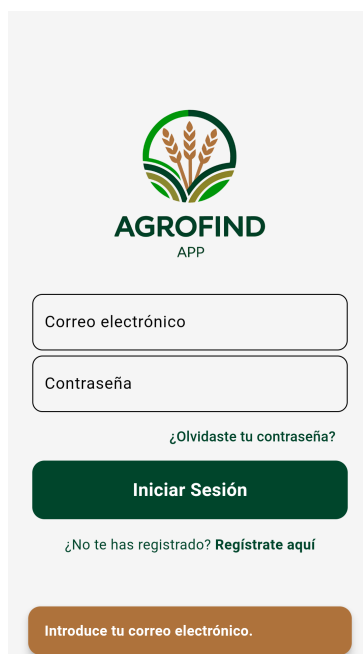 AGROFIND
APP
Correo electrónico
Contraseña
¿Olvidaste tu contraseña?
Iniciar Sesión
¿No te has registrado? Regístrate aquí
Introduce tu correo electrónico.